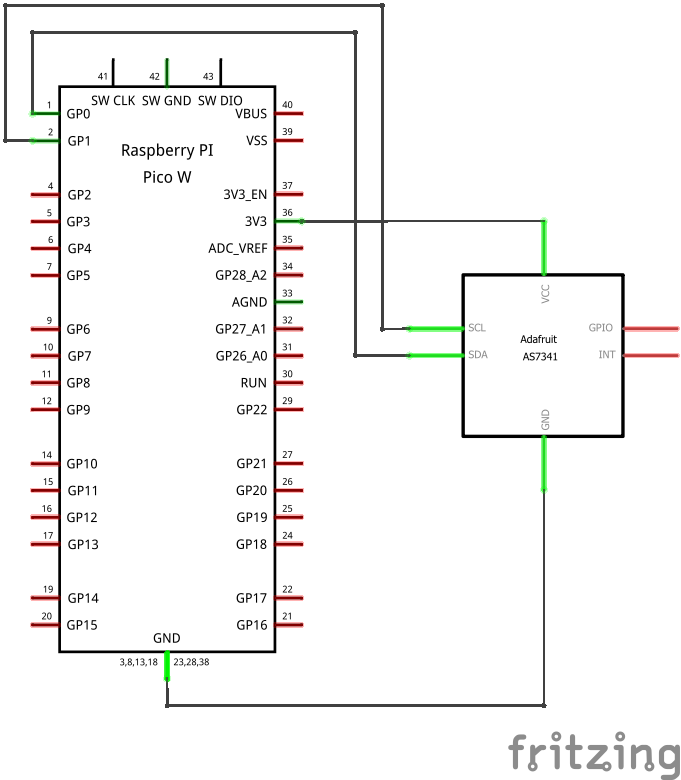 41 42 43
SW CLK SW GND SW DIO
1 GP0 VBUS 40
2 GP1 VSS 39
Raspberry PI
Pico W
4 GP2 3V3_EN 37
5 GP3 3V3 36
6 GP4 ADC_VREF 35
7 GP5 GP28_A2 34
AGND 33
9 GP6 GP27_A1 32
10 GP7 GP26_A0 31
11 GP8 RUN 30
12 GP9 GP22 29
14 GP10 GP21 27
15 GP11 GP20 26
16 GP12 GP19 25
17 GP13 GP18 24
19 GP14 GP17 22
20 GP15 GP16 21
GND
3,8,13,18 23,28,38
VCC
SCL GPIO
Adafruit
SDA AS7341 INT
GND
fritzing